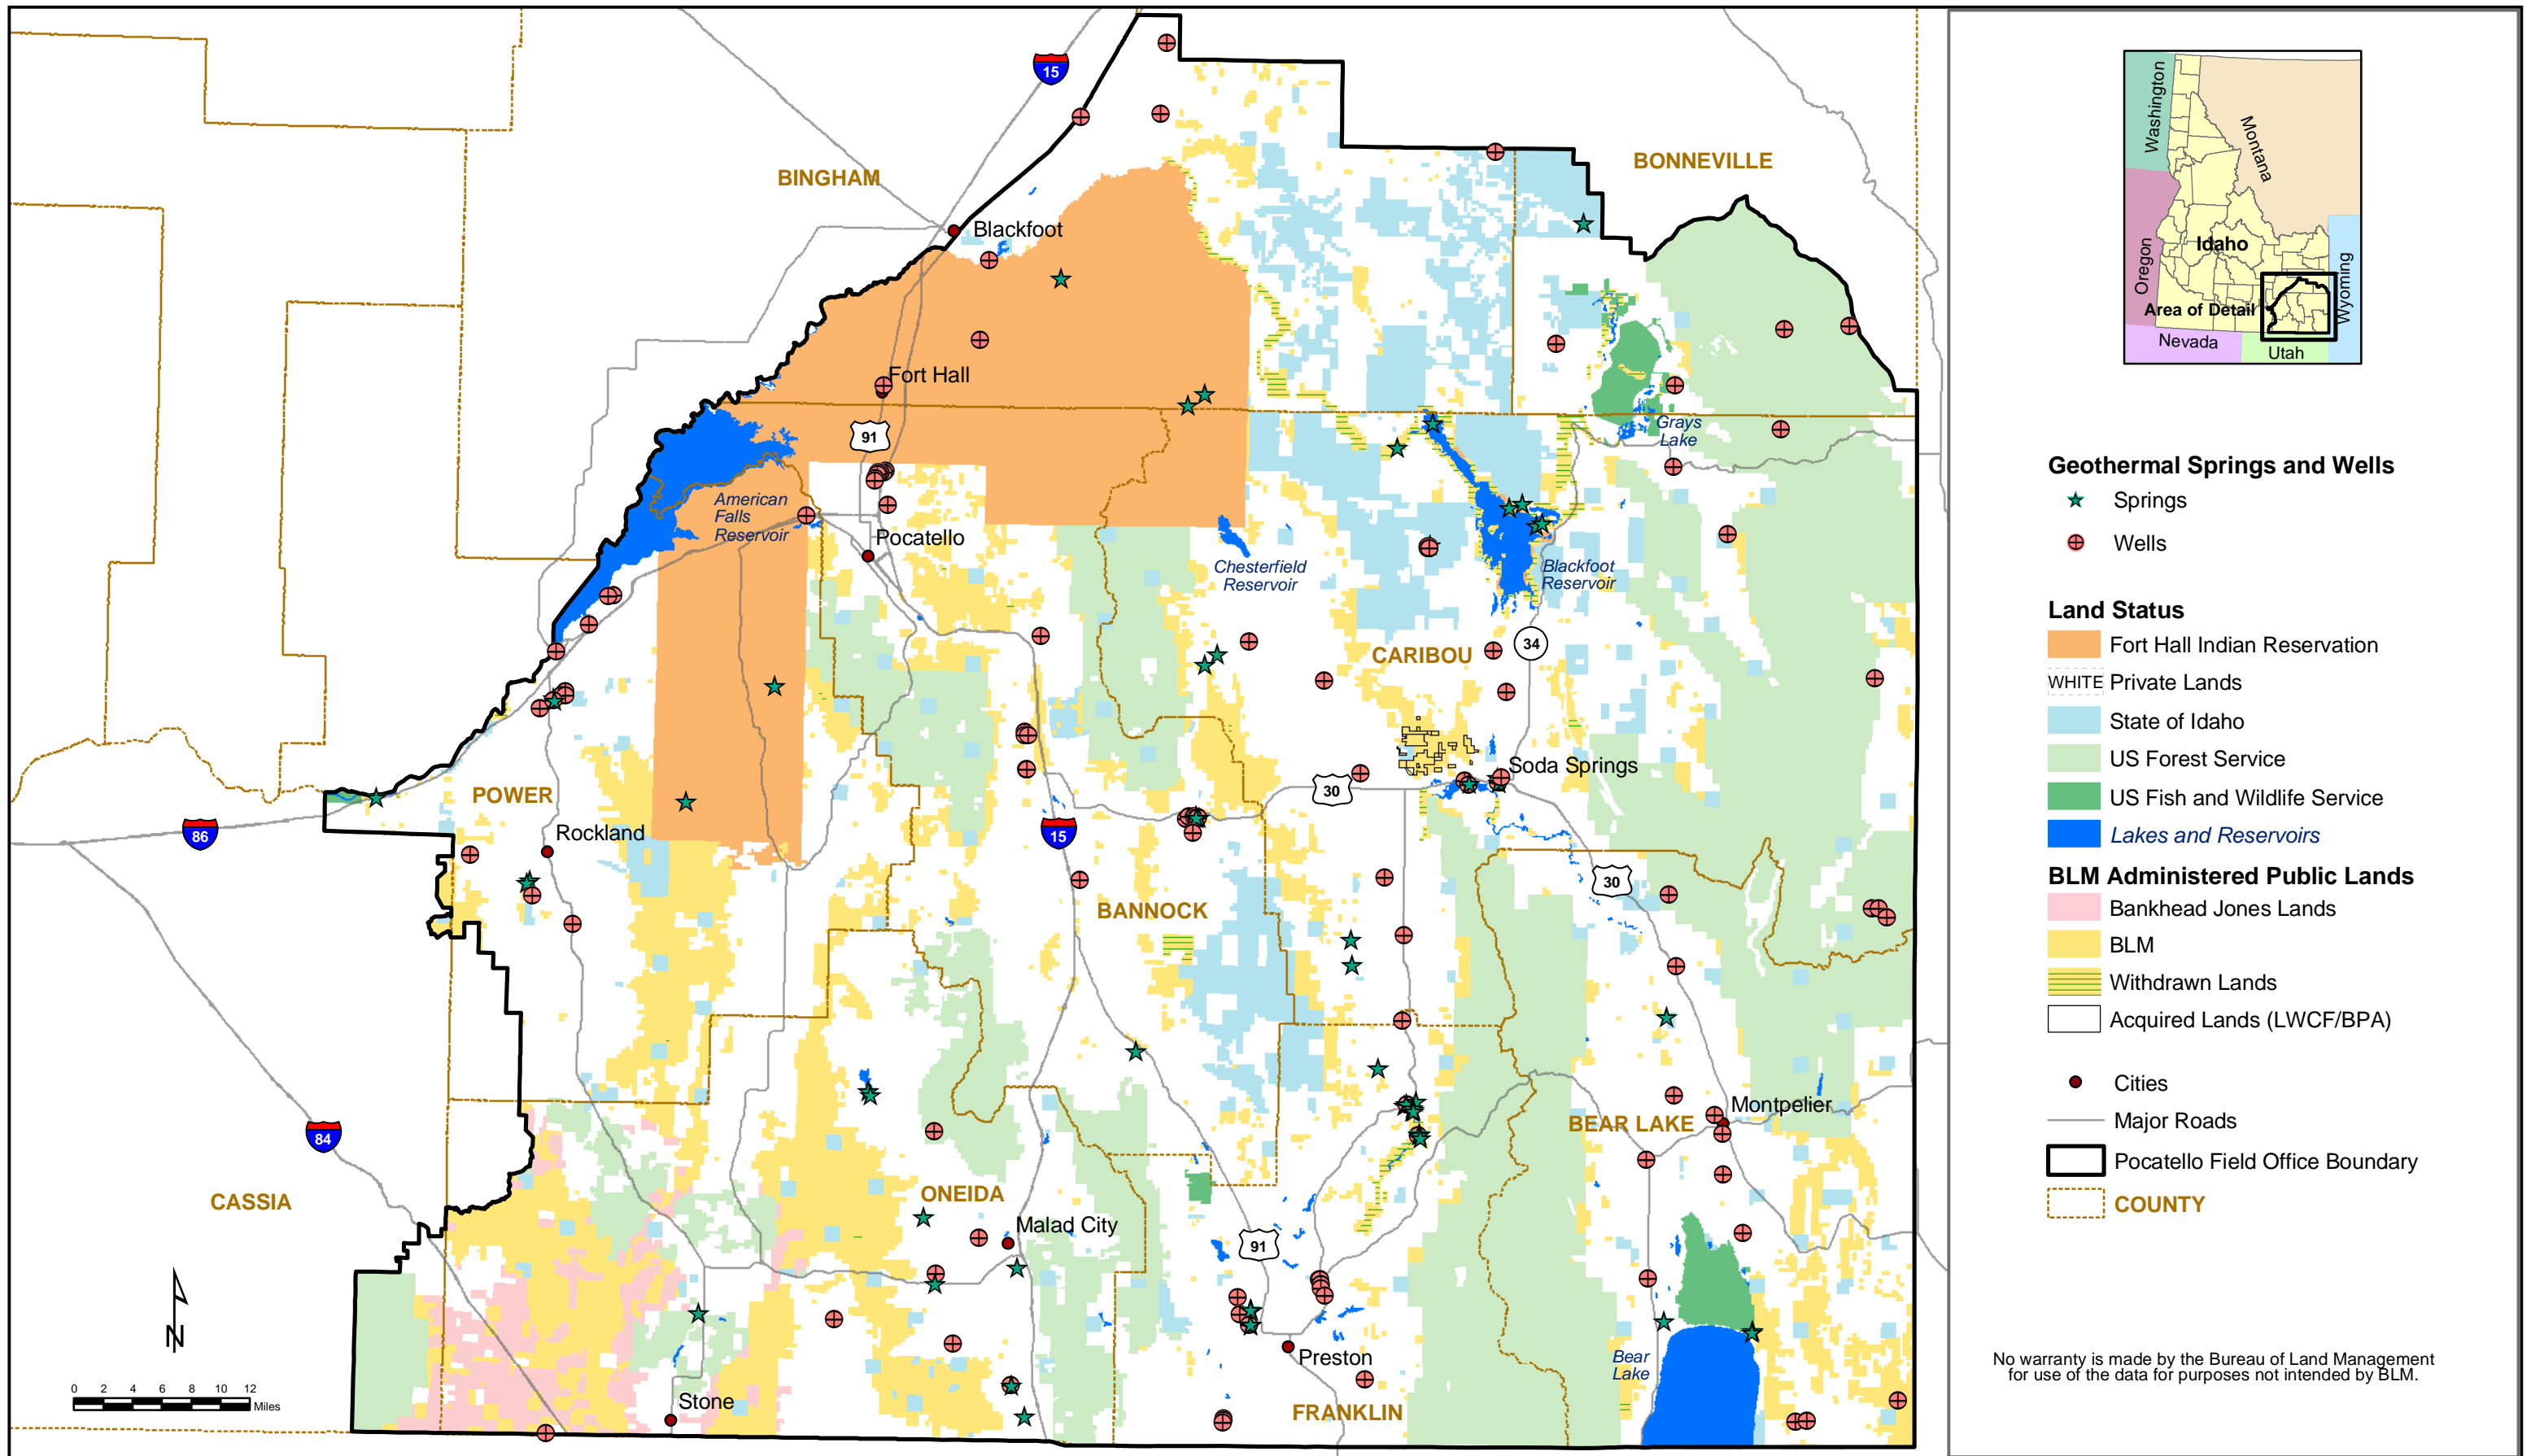 15
BINGHAM
BONNEVILLE
Blackfoot
Fort Hall
91
Grays
Lake
American
Falls
Reservoir
Pocatello
Chesterfield
Reservoir
Blackfoot
Reservoir
CARIBOU
34
Soda Springs
30
POWER
86
Rockland
15
30
BANNOCK
Montpelier
BEAR LAKE
84
CASSIA
ONEIDA
Malad City
91
Preston
Bear
Lake
Stone
FRANKLIN
N
0 2 4 6 8 10 12
Miles
Washington
Montana
Oregon
Idaho
Wyoming
Area of Detail
Nevada
Utah
Geothermal Springs and Wells
Springs
Wells
Land Status
Fort Hall Indian Reservation
WHITE Private Lands
State of Idaho
US Forest Service
US Fish and Wildlife Service
Lakes and Reservoirs
BLM Administered Public Lands
Bankhead Jones Lands
BLM
Withdrawn Lands
Acquired Lands (LWCF/BPA)
Cities
Major Roads
Pocatello Field Office Boundary
COUNTY
No warranty is made by the Bureau of Land Management
for use of the data for purposes not intended by BLM.